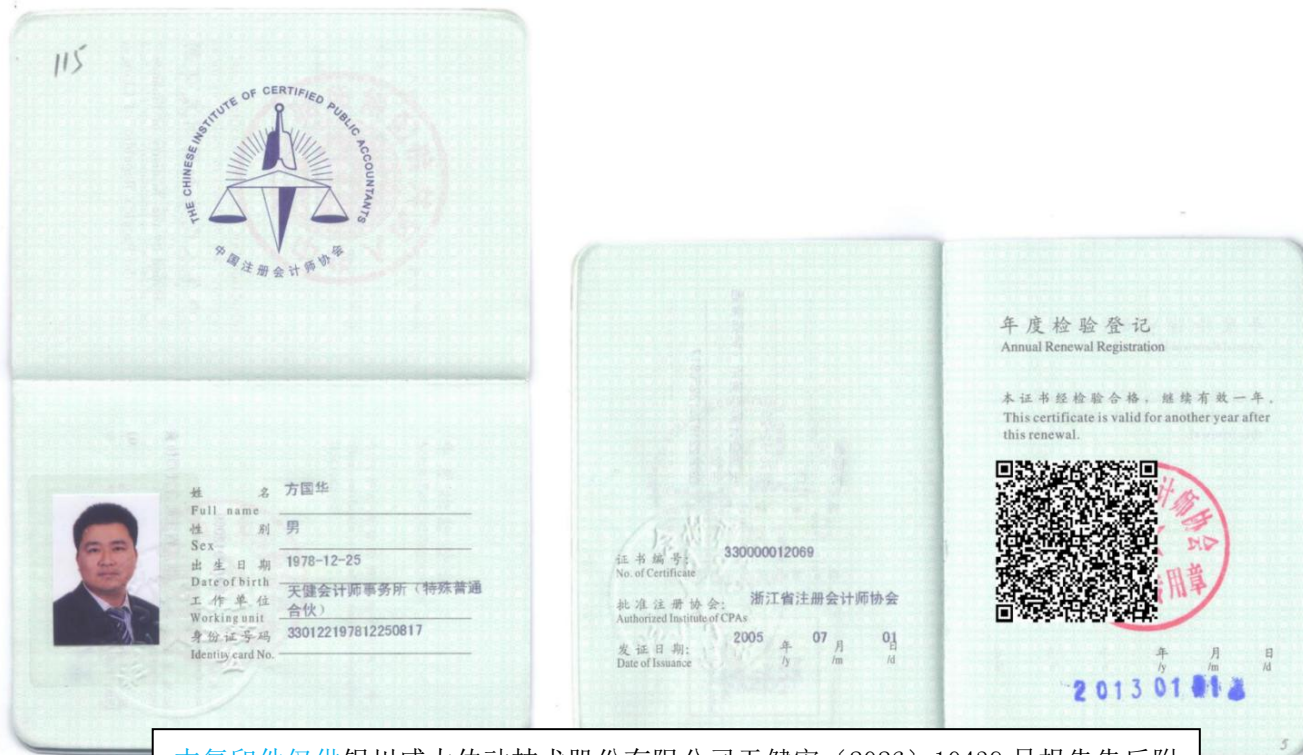 115
THE CHINESE INSTITUTE OF CERTIFIED PUBLIC ACCOUNTANTS
中国注册会计师协会
姓 名 方国华
Full name
性 别 男
Sex
出生日期 1978-12-25
Date of birth
工作单位 天健会计师事务所（特殊普通
Working unit 合伙）
身份证号码 330122197812250817
Identity card No.
证书编号： 330000012069
No. of Certificate
批准注册协会： 浙江省注册会计师协会
Authorized Institute of CPAs
发证日期： 2005 年 07 月 01 日
Date of Issuance /y /m /d
年度检验登记
Annual Renewal Registration
本证书经检验合格，继续有效一年。
This certificate is valid for another year after
this renewal.
计师协会
用章
年 月 日
/y /m /d
2013 01
5